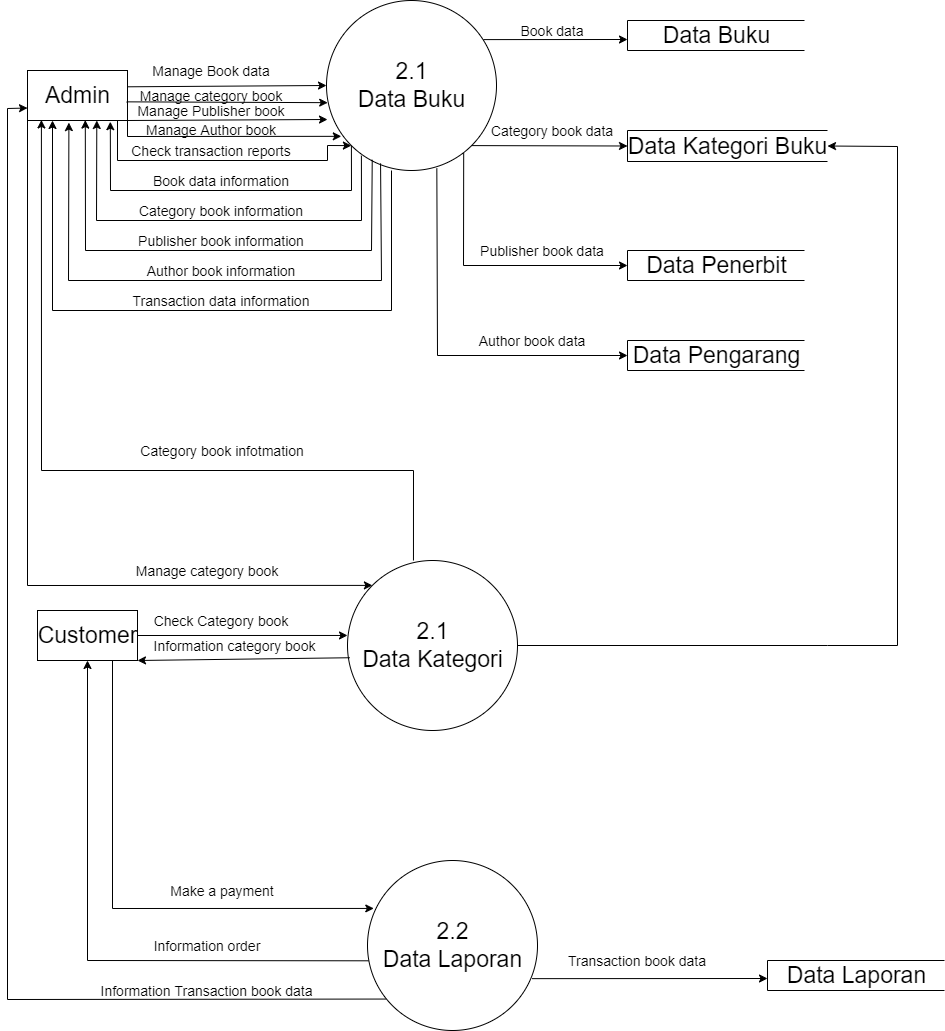 Book data
Data Buku
2.1
Data Buku
Manage Book data
Admin
Manage category book
Manage Publisher book
Manage Author book
Category book data
Data Kategori Buku
Check transaction reports
Book data information
Category book information
Publisher book information
Publisher book data
Data Penerbit
Author book information
Transaction data information
Author book data
Data Pengarang
Category book infotmation
Manage category book
Customer
Check Category book
Information category book
2.1
Data Kategori
Make a payment
Information order
2.2
Data Laporan
Transaction book data
Data Laporan
Information Transaction book data